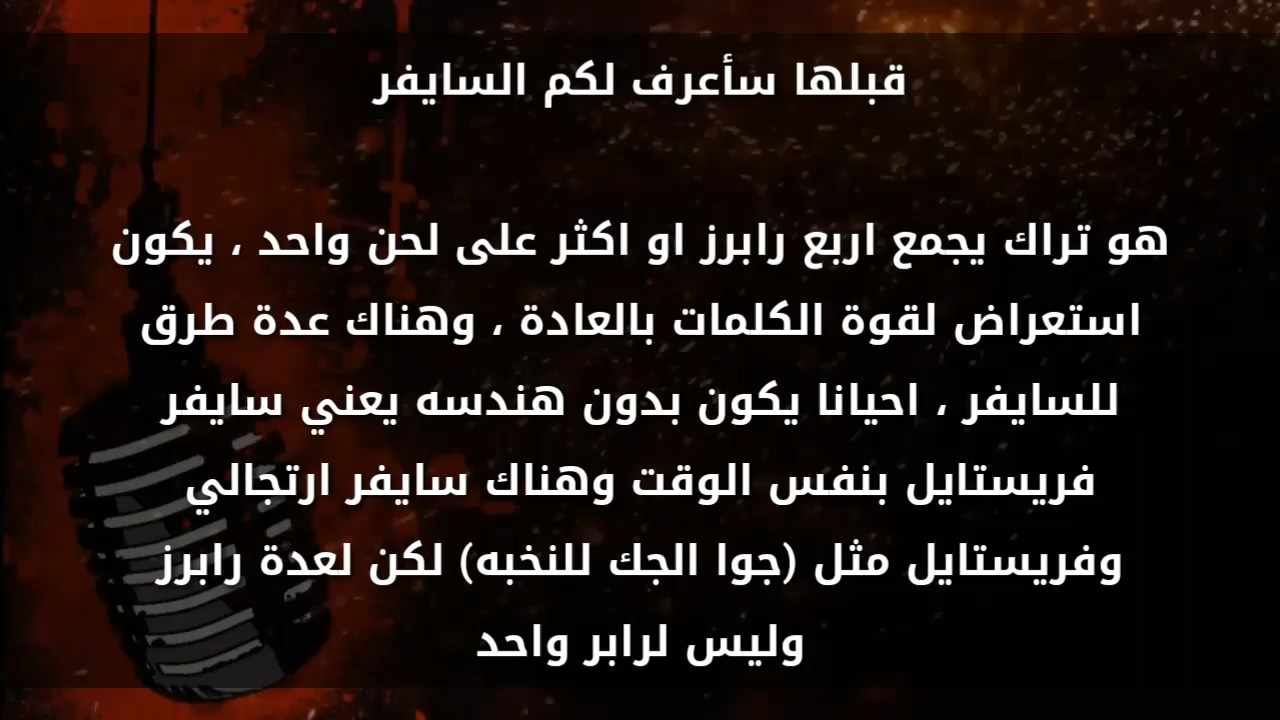 قبلها سأعرف لكم السايفر
هو تراك يجمع اربع رابرز او اكثر على لحن واحد ، يكون
استعراض لقوة الكلمات بالعادة ، وهناك عدة طرق
للسايفر ، احيانا يكون بدون هندسه يعني سايفر
فريستايل بنفس الوقت وهناك سايفر ارتجالي
وفريستايل مثل (جوا الجك للنخبه) لكن لعدة رابرز
وليس لرابر واحد